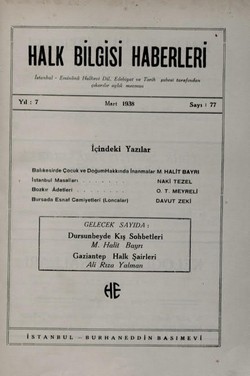 HALK BİLGİSİ HABERLERİ
İstanbul - Eminönü Halkevi Dil, Edebiyat ve Tarih şubesi tarafından
çıkarılır aylık mecmua
Yıl : 7 Mart 1938 Sayı : 77
İçindeki Yazılar
Balıkesirde Çocuk ve Doğum Hakkında İnanmalar M. HALİT BAYRI
İstanbul Masalları NAKİ TEZEL
Bozkır Âdetleri O. T. MEYRELİ
Bursada Esnaf Cemiyetleri (Loncalar) DAVUT ZEKİ
GELECEK SAYIDA :
Dursunbeyde Kış Sohbetleri
M. Halit Bayrı
Gaziantep Halk Şairleri
Ali Rıza Yalman
HE
İSTANBUL - BURHANEDDİN BASIMEVİ